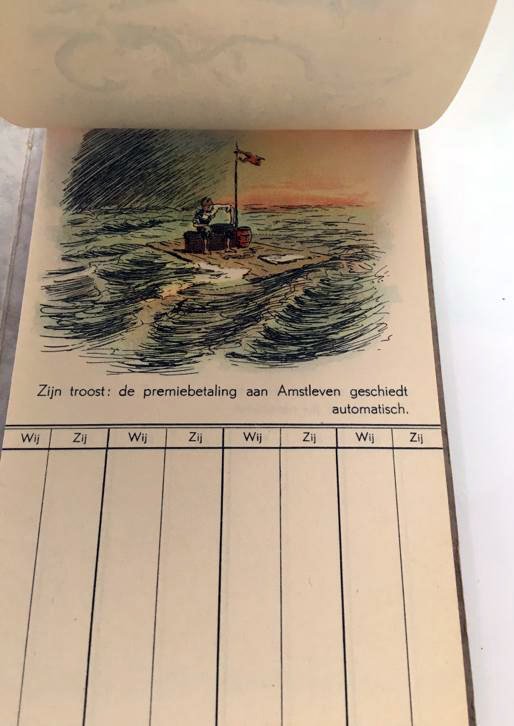 Zijn troost: de premiebetaling aan Amstleven geschiedt
automatisch.
Wij Zij Wij Zij Wij Zij Wij Zij